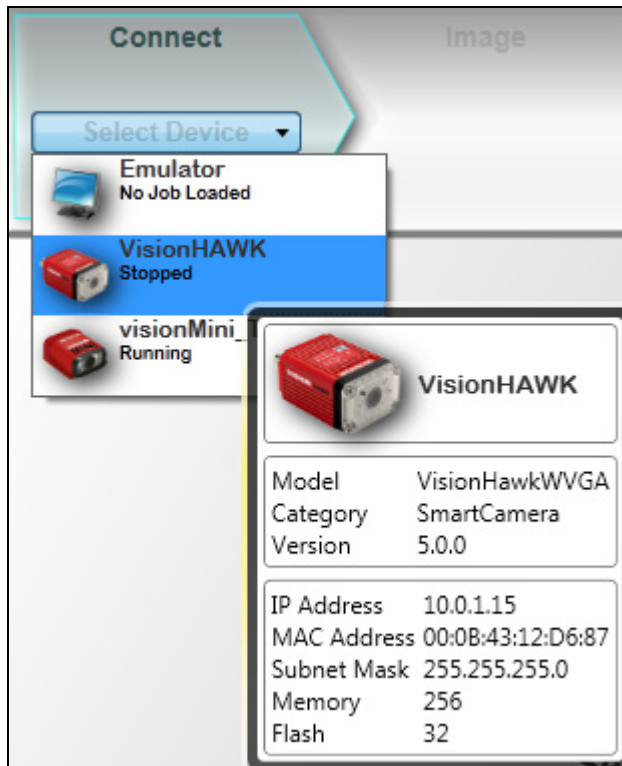 Connect
Image
Select Device
Emulator
No Job Loaded
VisionHAWK
Stopped
visionMini_
Running
VisionHAWK
Model VisionHawkWVGA
Category SmartCamera
Version 5.0.0
IP Address 10.0.1.15
MAC Address 00:0B:43:12:D6:87
Subnet Mask 255.255.255.0
Memory 256
Flash 32